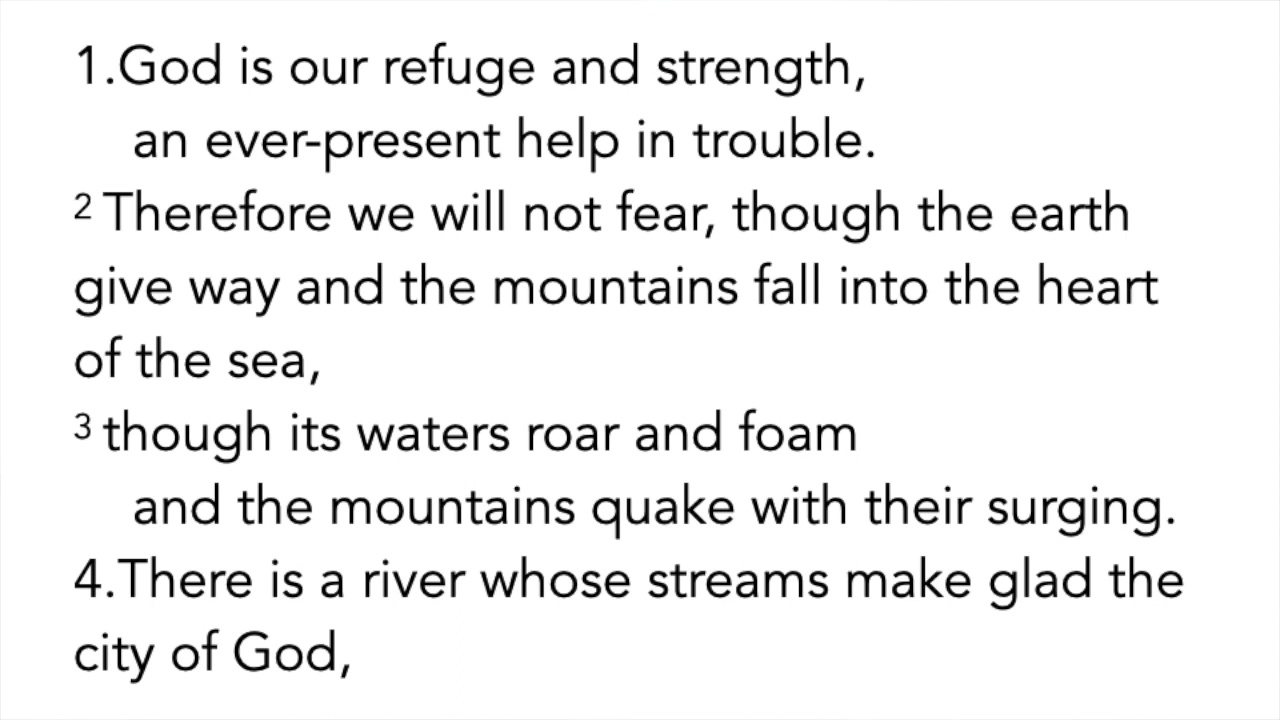 1.God is our refuge and strength,
an ever-present help in trouble.
2 Therefore we will not fear, though the earth
give way and the mountains fall into the heart
of the sea,
3 though its waters roar and foam
and the mountains quake with their surging.
4.There is a river whose streams make glad the
city of God,